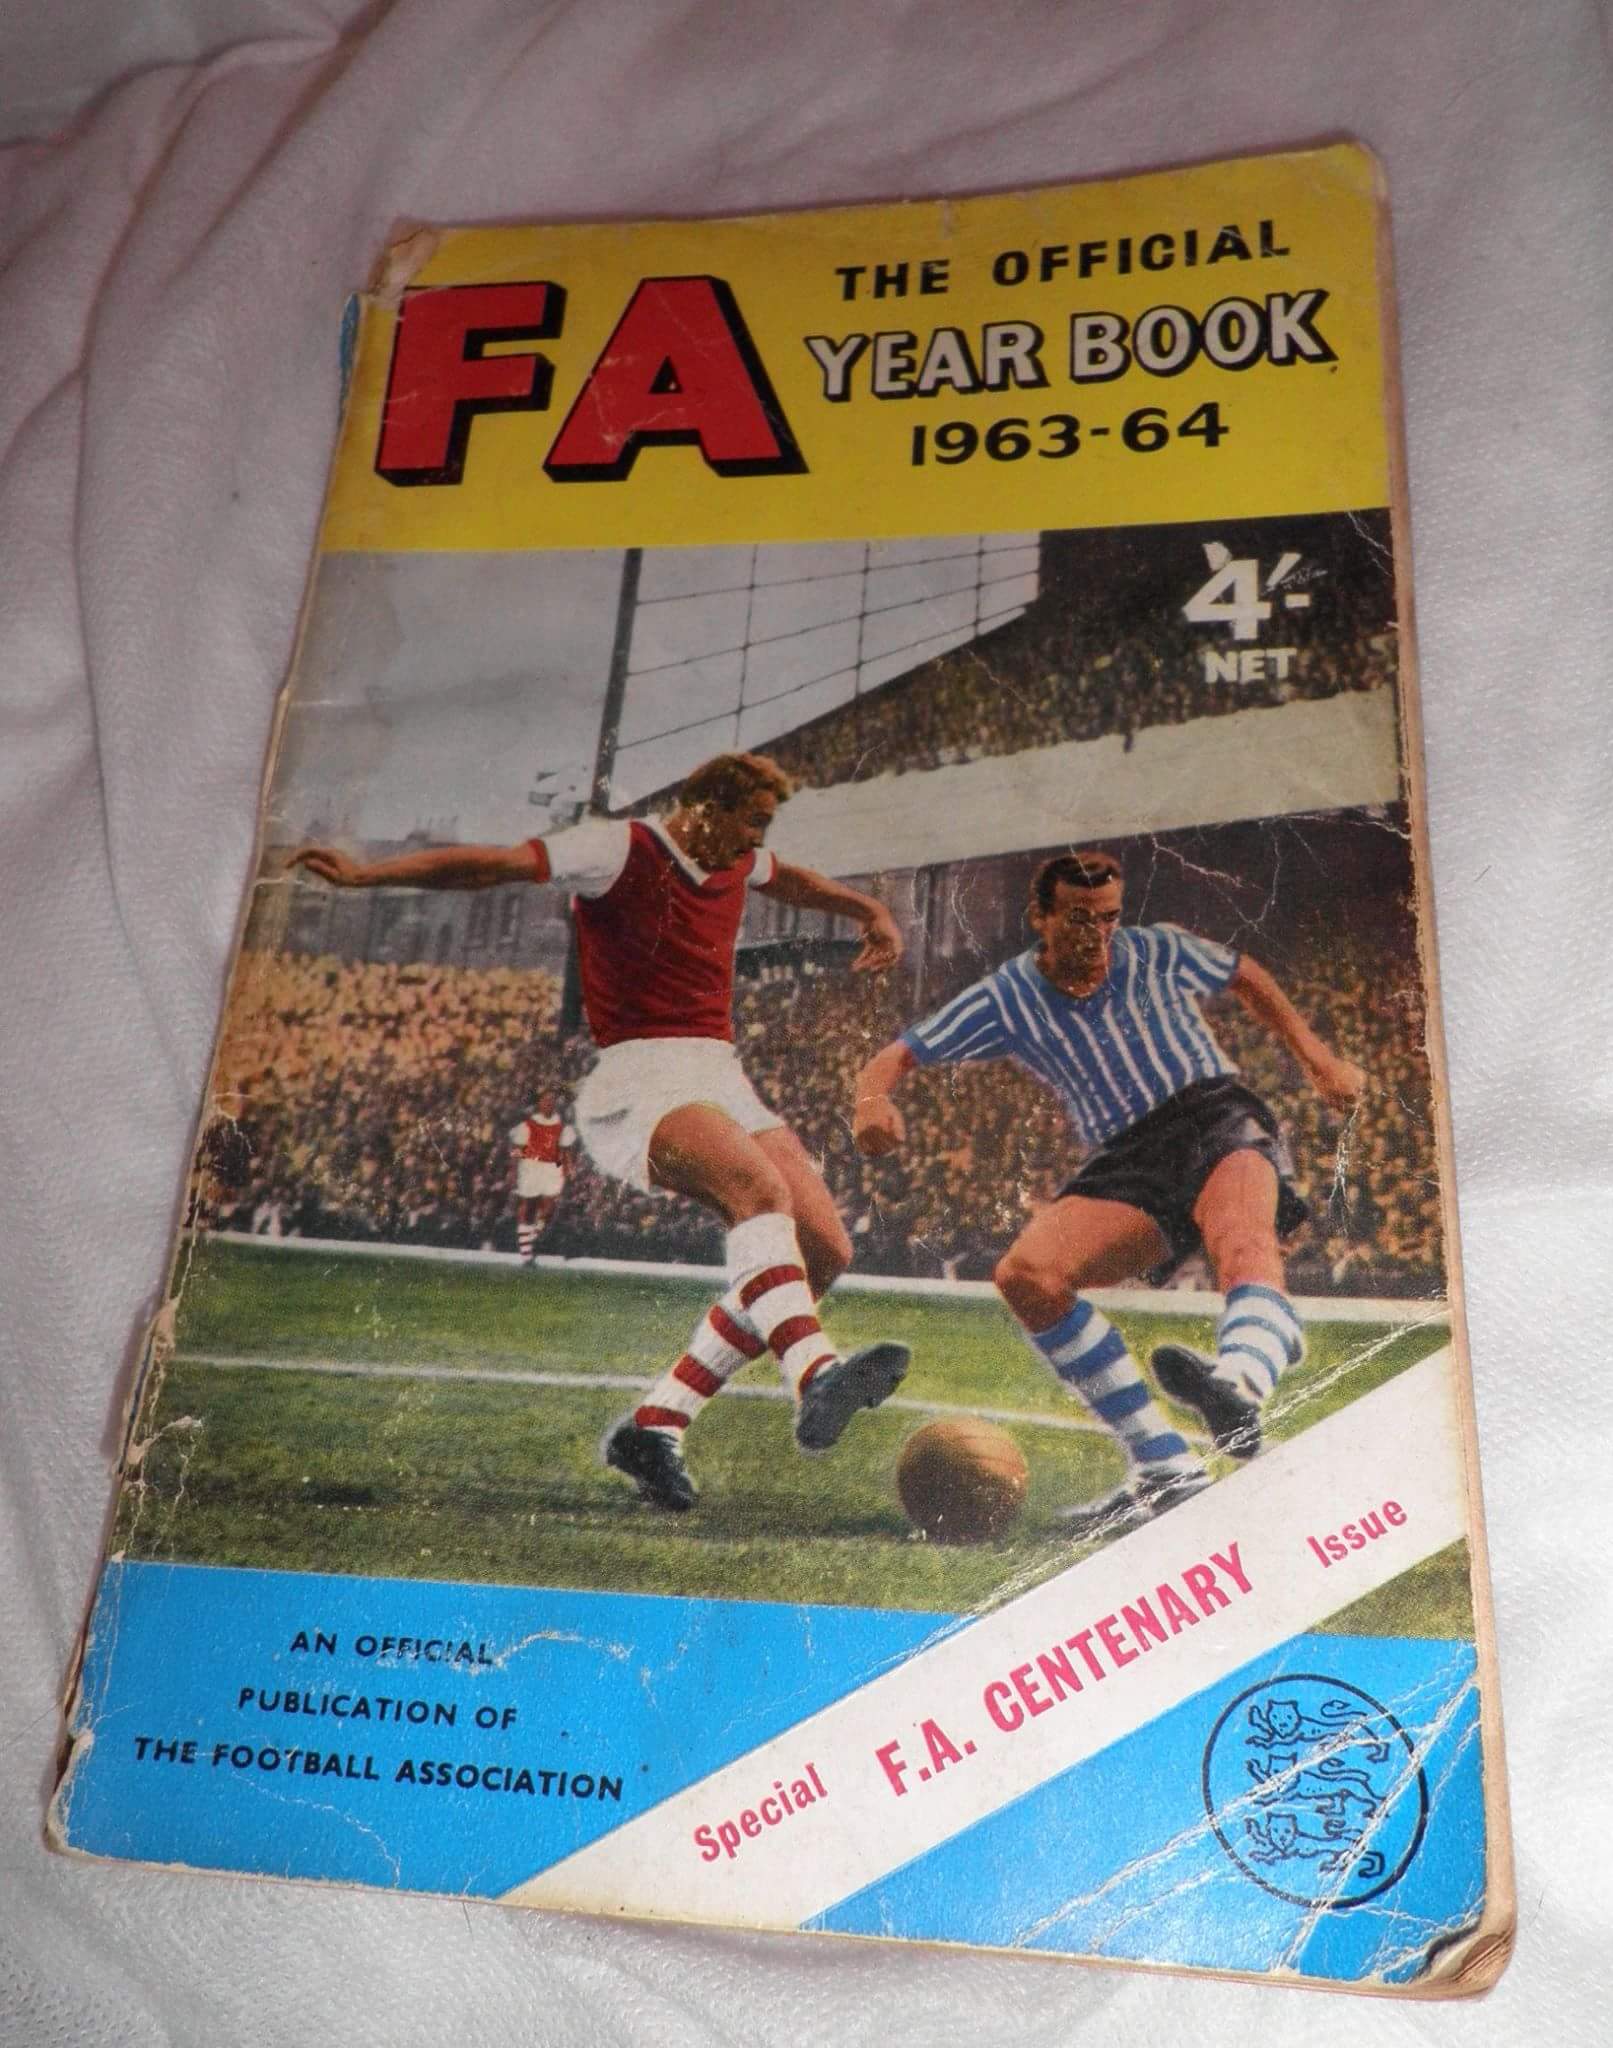 FA
THE OFFICIAL
YEAR BOOK
1963-64
4/-
NET
AN OFFICIAL
PUBLICATION OF
THE FOOTBALL ASSOCIATION
Special F.A. CENTENARY Issue